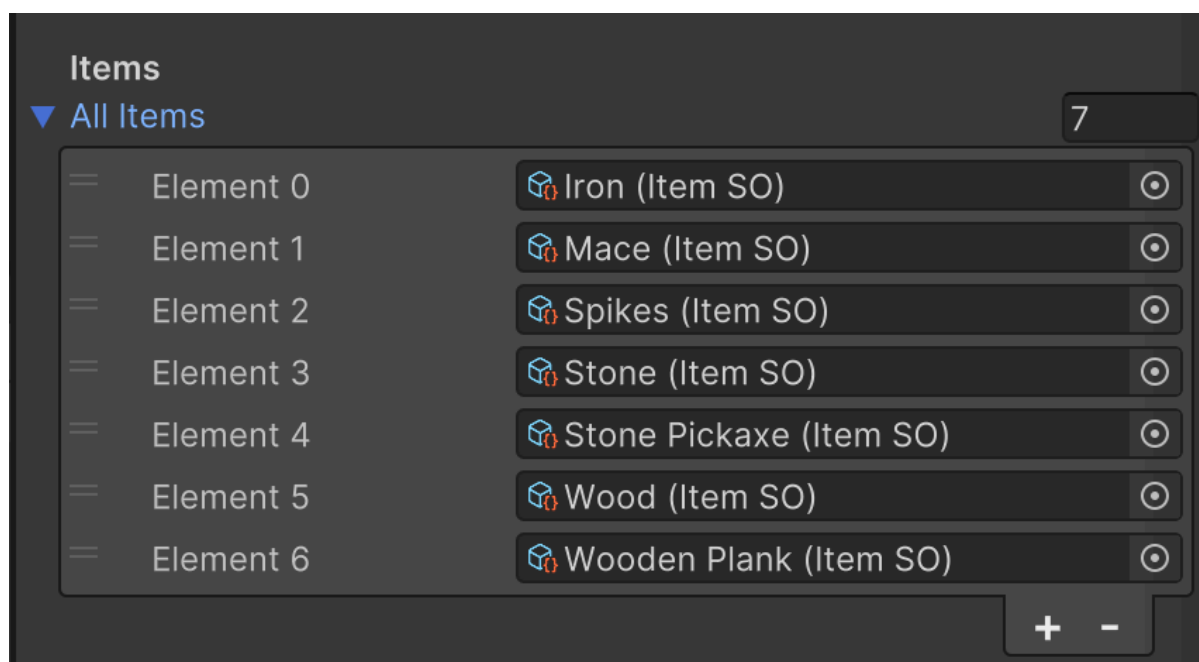 Items
All Items 7
Element 0 Iron (Item SO)
Element 1 Mace (Item SO)
Element 2 Spikes (Item SO)
Element 3 Stone (Item SO)
Element 4 Stone Pickaxe (Item SO)
Element 5 Wood (Item SO)
Element 6 Wooden Plank (Item SO)
+ -